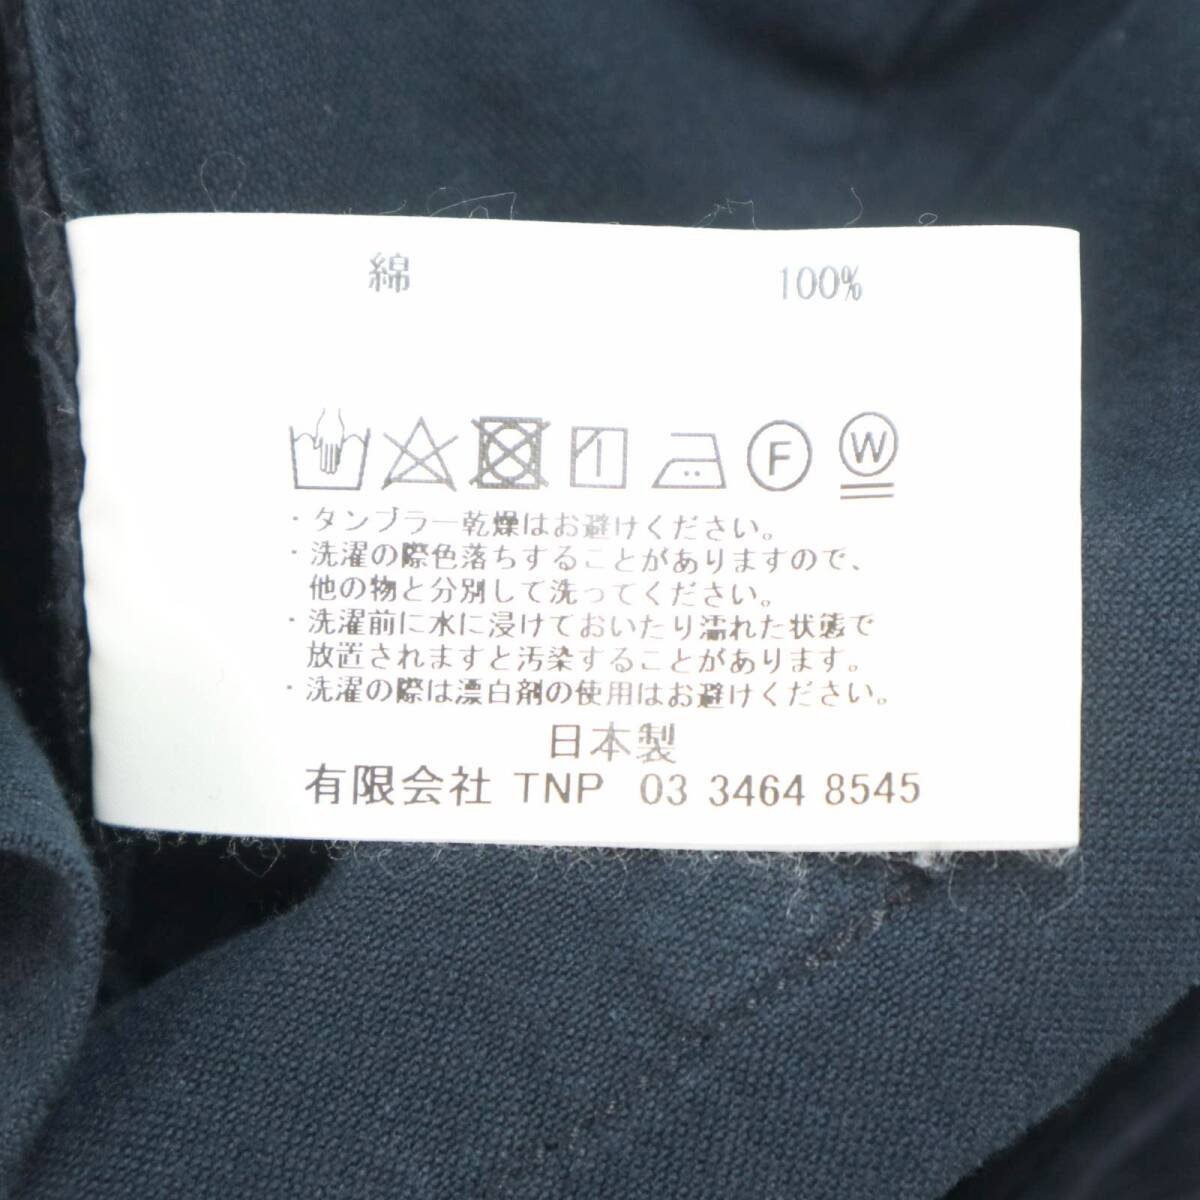 綿 100%
F W
・タンブラー乾燥はお避けください。
・洗濯の際色落ちすることがありますので、
他の物と分別して洗ってください。
・洗濯前に水に浸けておいたり濡れた状態で
放置されますと汚染することがあります。
・洗濯の際は漂白剤の使用はお避けください。
日本製
有限会社 TNP 03 3464 8545